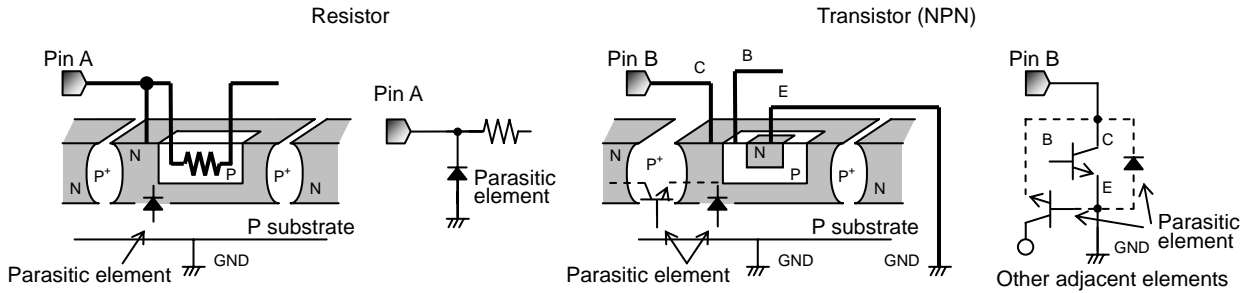 Resistor
Pin A
N
N
P+
N
P
P+
N
P substrate
Parasitic element
GND
Pin A
Parasitic
element
Transistor (NPN)
Pin B
C
B
E
N
P+
N
P
P+
N
P substrate
Parasitic element
GND
GND
Pin B
B
C
E
GND
Parasitic
element
Other adjacent elements